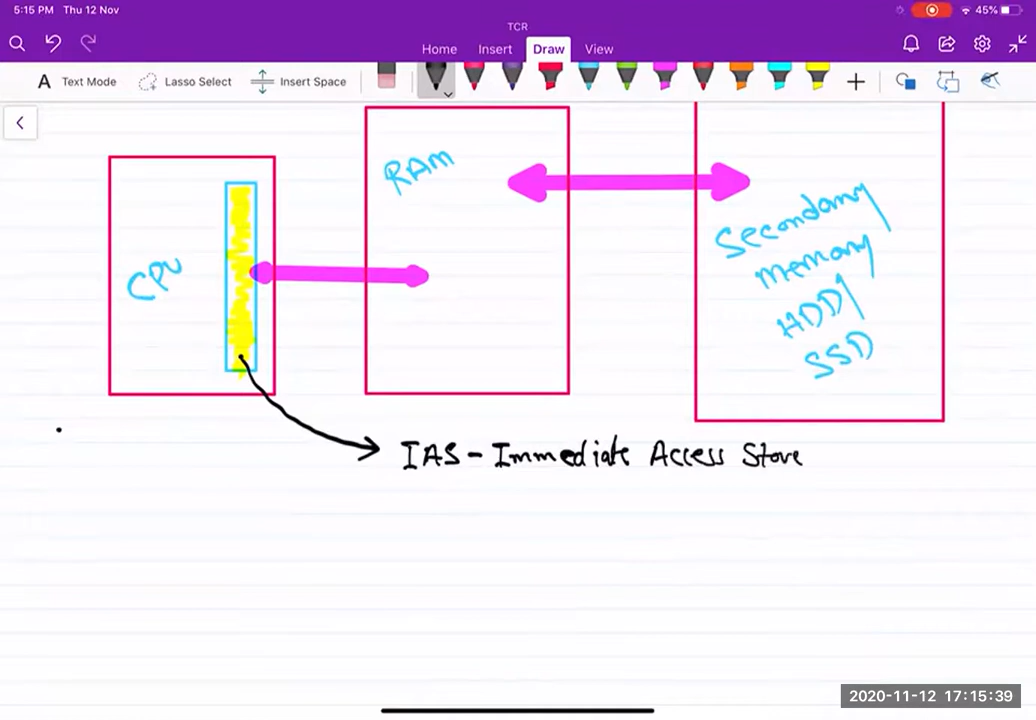 5:15 PM Thu 12 Nov
45%
TCR
Home Insert Draw View
A Text Mode Lasso Select Insert Space
CPU
RAM
Secondary
memory
HDD/
SSD
IAS - Immediate Access Store
2020-11-12 17:15:39